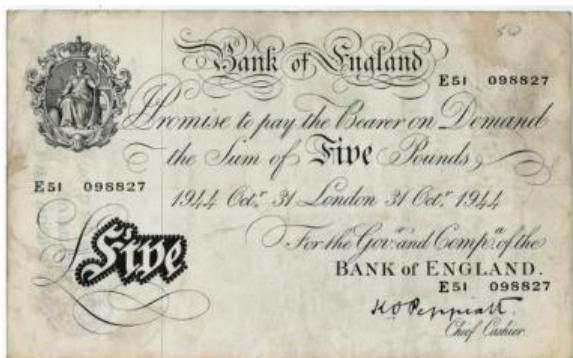 50
Bank of England
E51 098827
I Promise to pay the Bearer on Demand
the Sum of Five Pounds
E51 098827
1944 Octr. 31 London 31 Octr. 1944
For the Govr. and Compa. of the
BANK of ENGLAND.
E51 098827
£Five
K O Peppiatt.
Chief Cashier.